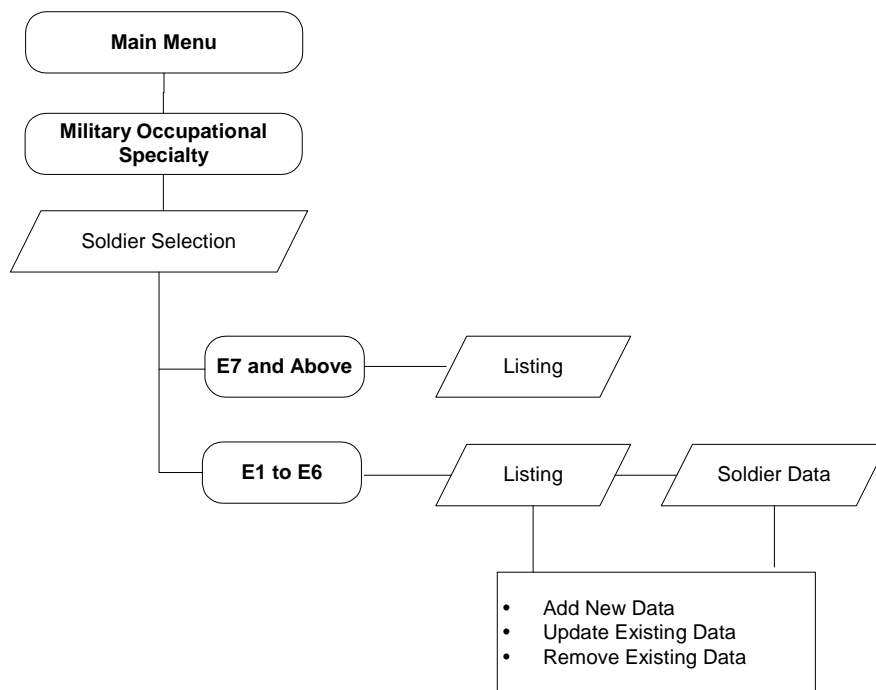 Main Menu
Military Occupational
Specialty
Soldier Selection
E7 and Above
Listing
E1 to E6
Listing
Soldier Data
• Add New Data
• Update Existing Data
• Remove Existing Data